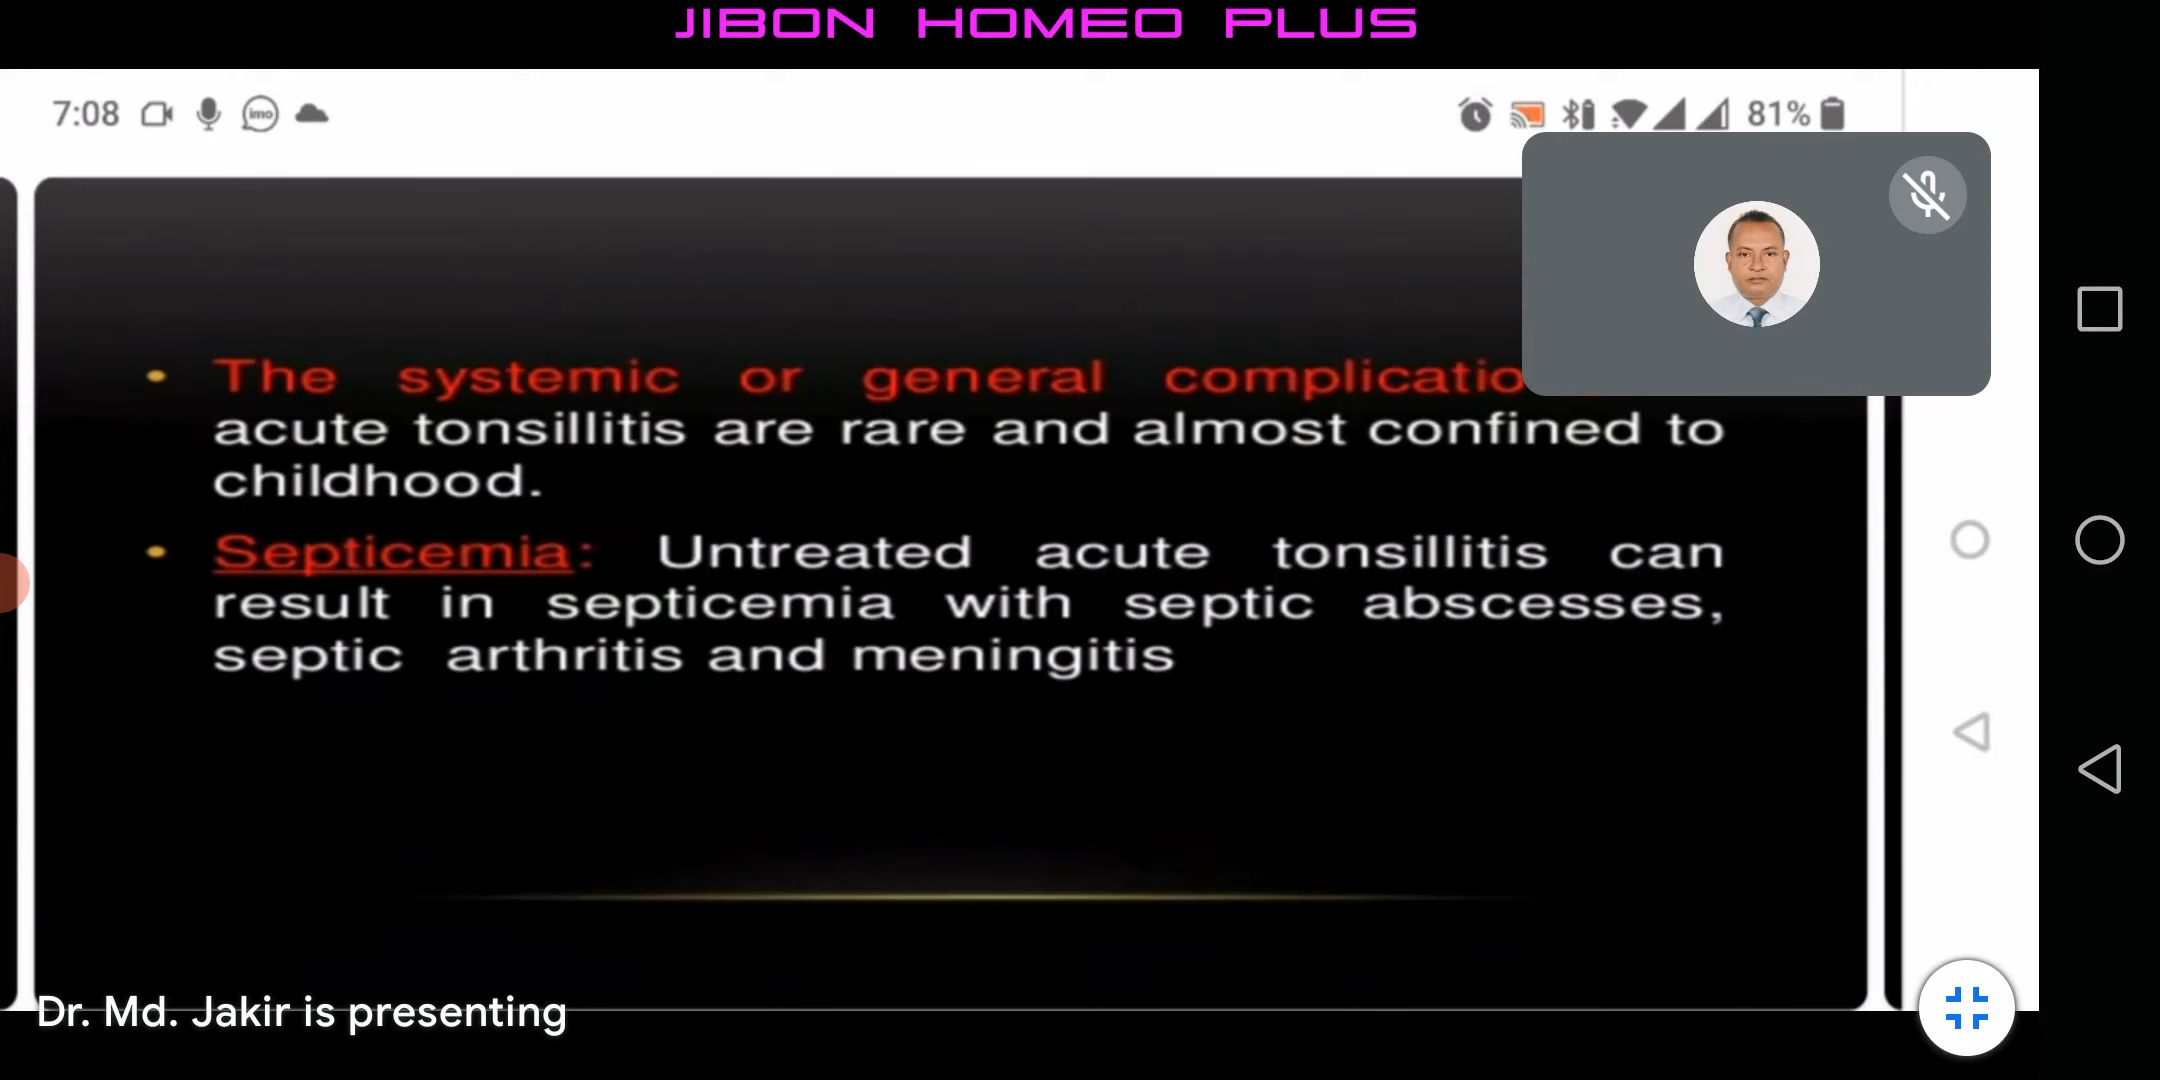 JIBON HOMEO PLUS
7:08
imo
81%
• The systemic or general complicatio
acute tonsillitis are rare and almost confined to
childhood.
• Septicemia: Untreated acute tonsillitis can
result in septicemia with septic abscesses,
septic arthritis and meningitis
Dr. Md. Jakir is presenting